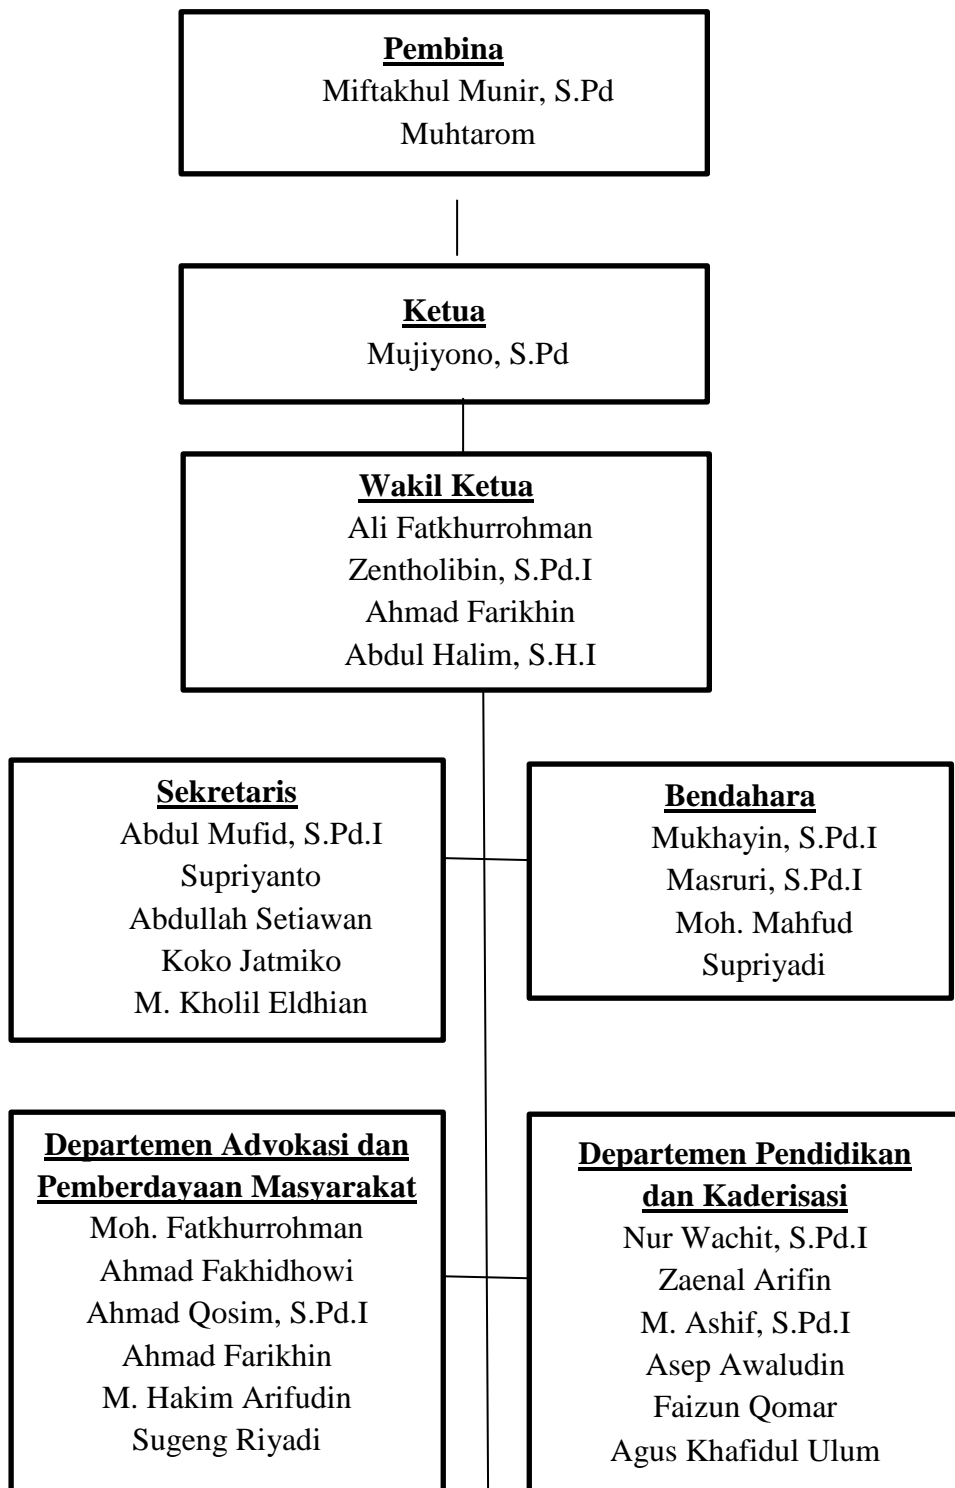 Pembina
Miftakhul Munir, S.Pd
Muhtarom
Ketua
Mujiyono, S.Pd
Wakil Ketua
Ali Fatkhurrohman
Zentholibin, S.Pd.I
Ahmad Farikhin
Abdul Halim, S.H.I
Sekretaris
Abdul Mufid, S.Pd.I
Supriyanto
Abdullah Setiawan
Koko Jatmiko
M. Kholil Eldhian
Bendahara
Mukhayin, S.Pd.I
Masruri, S.Pd.I
Moh. Mahfud
Supriyadi
Departemen Advokasi dan
Pemberdayaan Masyarakat
Moh. Fatkhurrohman
Ahmad Fakhidhowi
Ahmad Qosim, S.Pd.I
Ahmad Farikhin
M. Hakim Arifudin
Sugeng Riyadi
Departemen Pendidikan
dan Kaderisasi
Nur Wachit, S.Pd.I
Zaenal Arifin
M. Ashif, S.Pd.I
Asep Awaludin
Faizun Qomar
Agus Khafidul Ulum